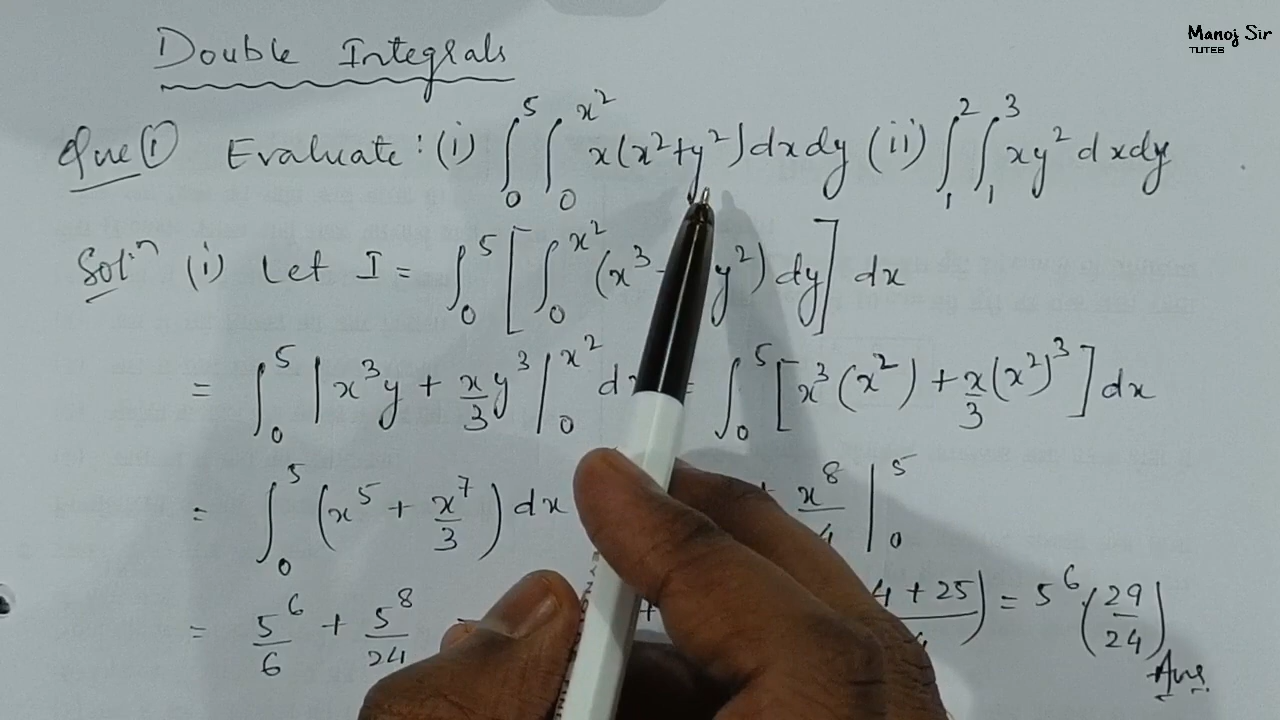 Manoj Sir
TUTES
Double Integrals
Que ① Evaluate : (i) ∫₀⁵ ∫₀^x² x(x²+y²) dx dy (ii) ∫₁² ∫₁³ xy² dx dy
Sol:ⁿ (i) Let I = ∫₀⁵ [ ∫₀^x² (x³ y²) dy ] dx
= ∫₀⁵ | x³y + x/3 y³ |₀^x² d = ∫₀⁵ [ x³(x²) + x/3 (x²)³ ] dx
= ∫₀⁵ (x⁵ + x⁷/3) dx x⁸/ |₀⁵
= 5⁶/6 + 5⁸/24 + 4 + 25 ) = 5⁶ (29/24)
Ans.